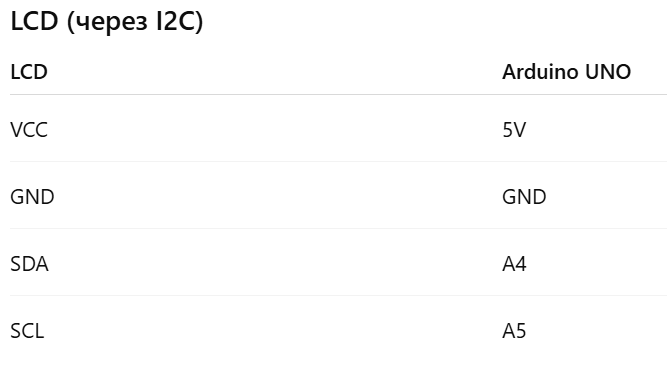 LCD (через I2C)
LCD Arduino UNO
VCC 5V
GND GND
SDA A4
SCL A5